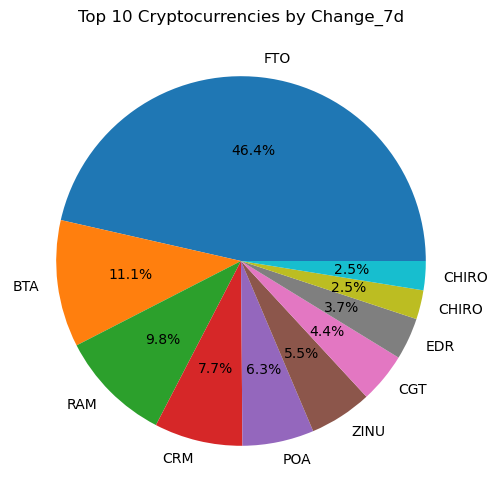 Top 10 Cryptocurrencies by Change_7d
FTO
46.4%
BTA
11.1%
RAM
9.8%
CRM
7.7%
POA
6.3%
ZINU
5.5%
CGT
4.4%
EDR
3.7%
CHIRO
2.5%
CHIRO
2.5%